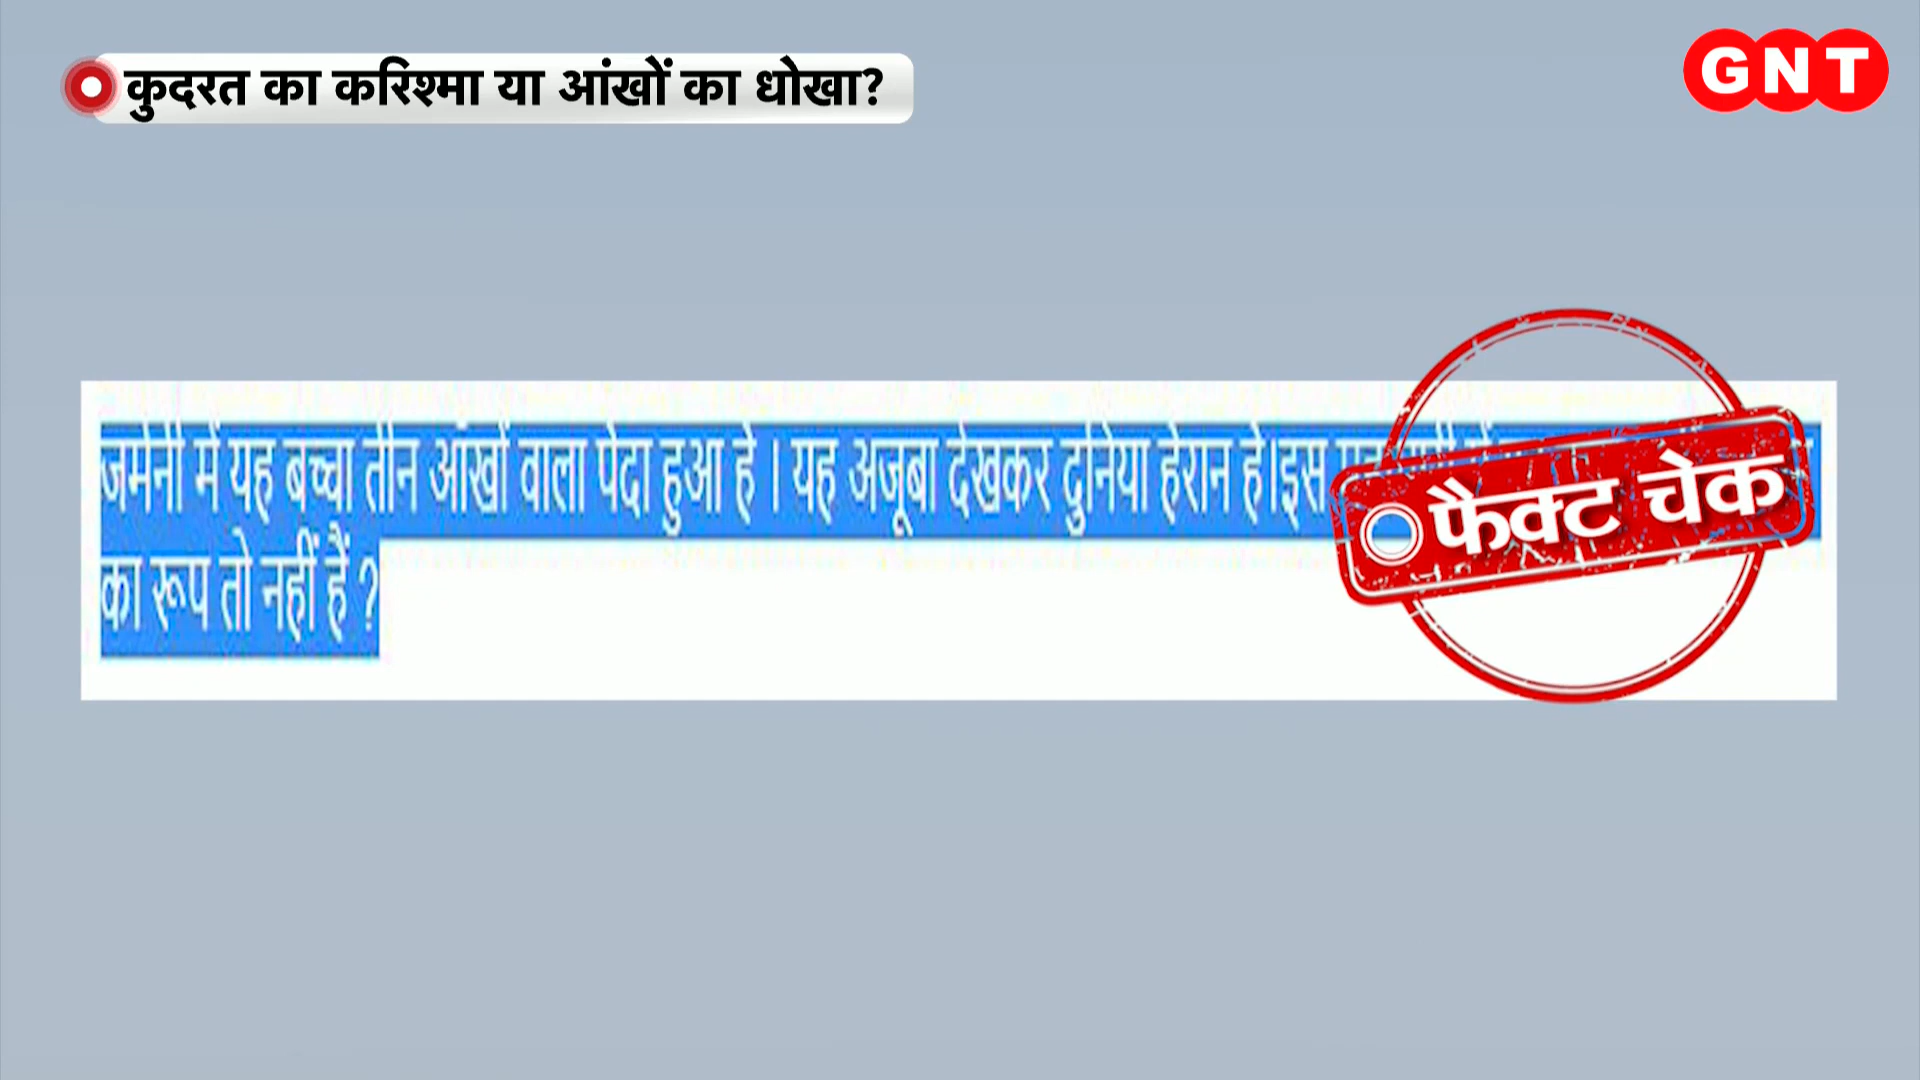 कुदरत का करिश्मा या आंखों का धोखा?
GNT
जर्मनी में यह बच्चा तीन आँखों वाला पैदा हुआ है । यह अजूबा देखकर दुनिया हैरान है।इस
का रूप तो नहीं हैं ?
फैक्ट चेक